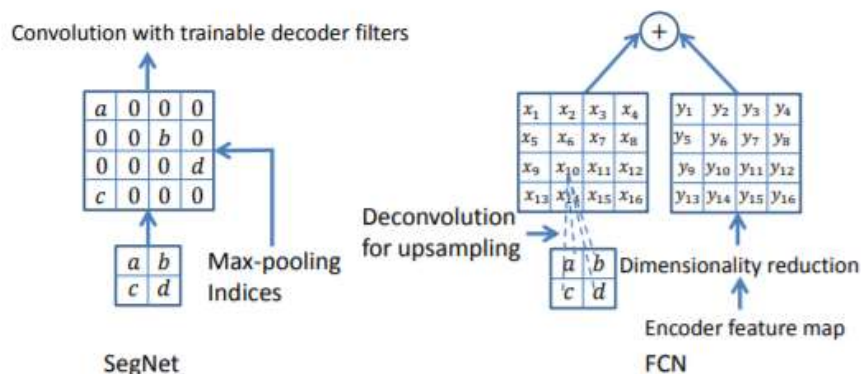 Convolution with trainable decoder filters
a 0 0 0
0 0 b 0
0 0 0 d
c 0 0 0
a b
c d
Max-pooling
Indices
SegNet
+
x₁ x₂ x₃ x₄
x₅ x₆ x₇ x₈
x₉ x₁₀ x₁₁ x₁₂
x₁₃ x₁₄ x₁₅ x₁₆
y₁ y₂ y₃ y₄
y₅ y₆ y₇ y₈
y₉ y₁₀ y₁₁ y₁₂
y₁₃ y₁₄ y₁₅ y₁₆
Deconvolution
for upsampling
a b
c d
Dimensionality reduction
Encoder feature map
FCN